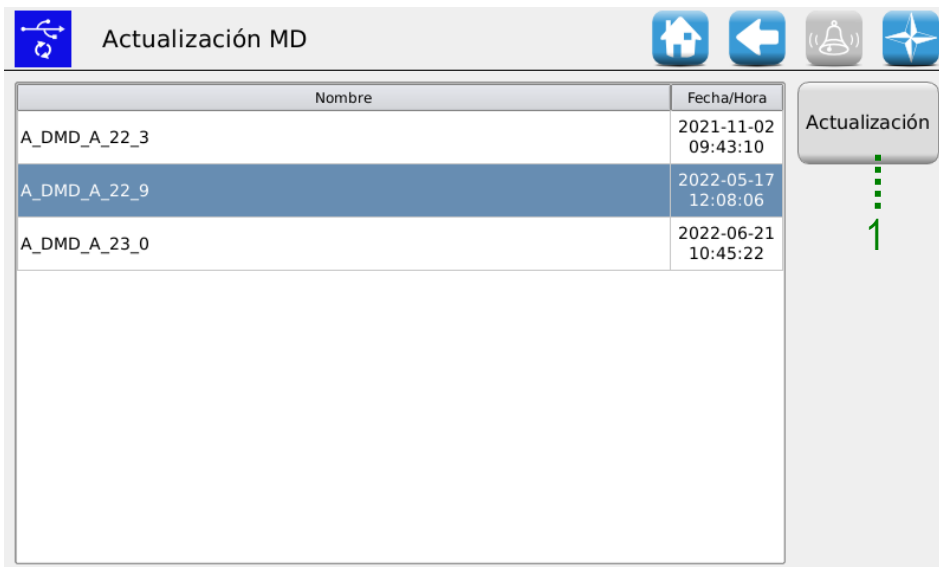 Actualización MD
Nombre
Fecha/Hora
Actualización
A_DMD_A_22_3
2021-11-02
09:43:10
A_DMD_A_22_9
2022-05-17
12:08:06
A_DMD_A_23_0
2022-06-21
10:45:22
1